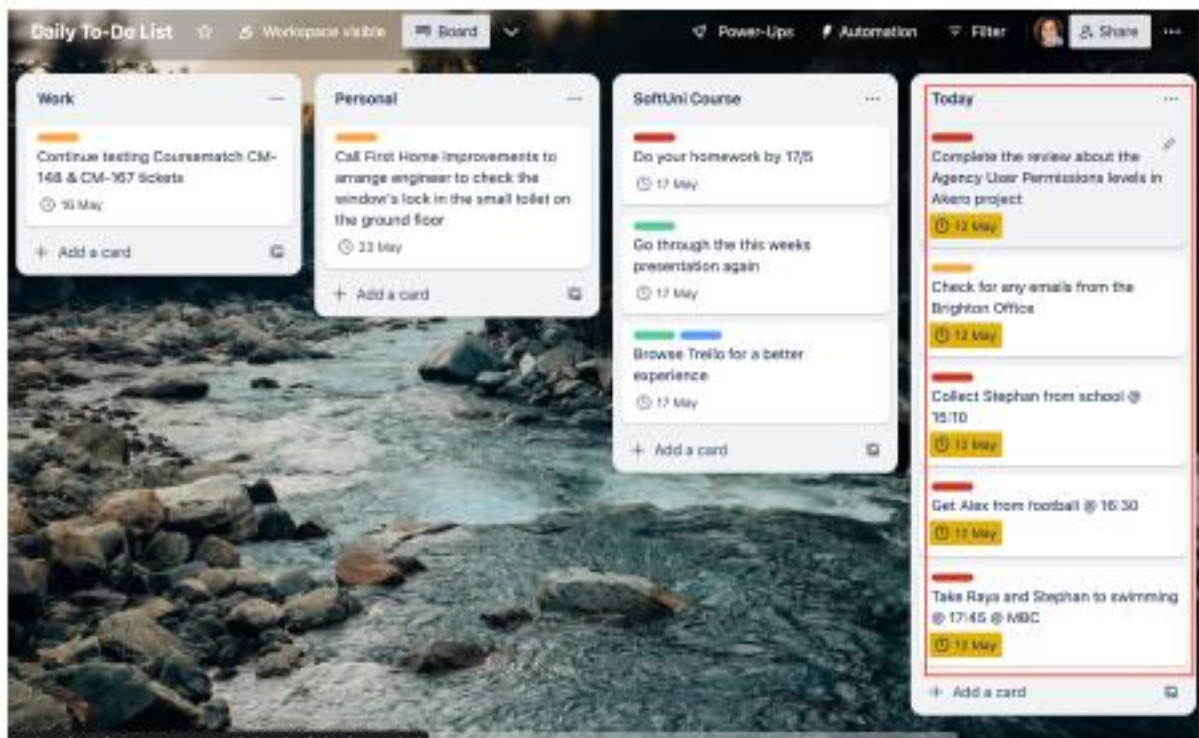 Daily To-Do List
Workspace visible
Board
Power-Ups
Automation
Filter
Share
Work
Continue testing Coursematch CM-
148 & CM-167 tickets
16 May
+ Add a card
Personal
Call First Home Improvements to
arrange engineer to check the
window's lock in the small toilet on
the ground floor
23 May
+ Add a card
SoftUni Course
Do your homework by 17/5
17 May
Go through the this weeks
presentation again
17 May
Browse Trello for a better
experience
17 May
+ Add a card
Today
Complete the review about the
Agency User Permissions levels in
Akero project
12 May
Check for any emails from the
Brighton Office
12 May
Collect Stephan from school @
15:10
12 May
Get Alex from football @ 16:30
12 May
Take Raya and Stephan to swimming
@ 17:45 @ MBC
12 May
+ Add a card